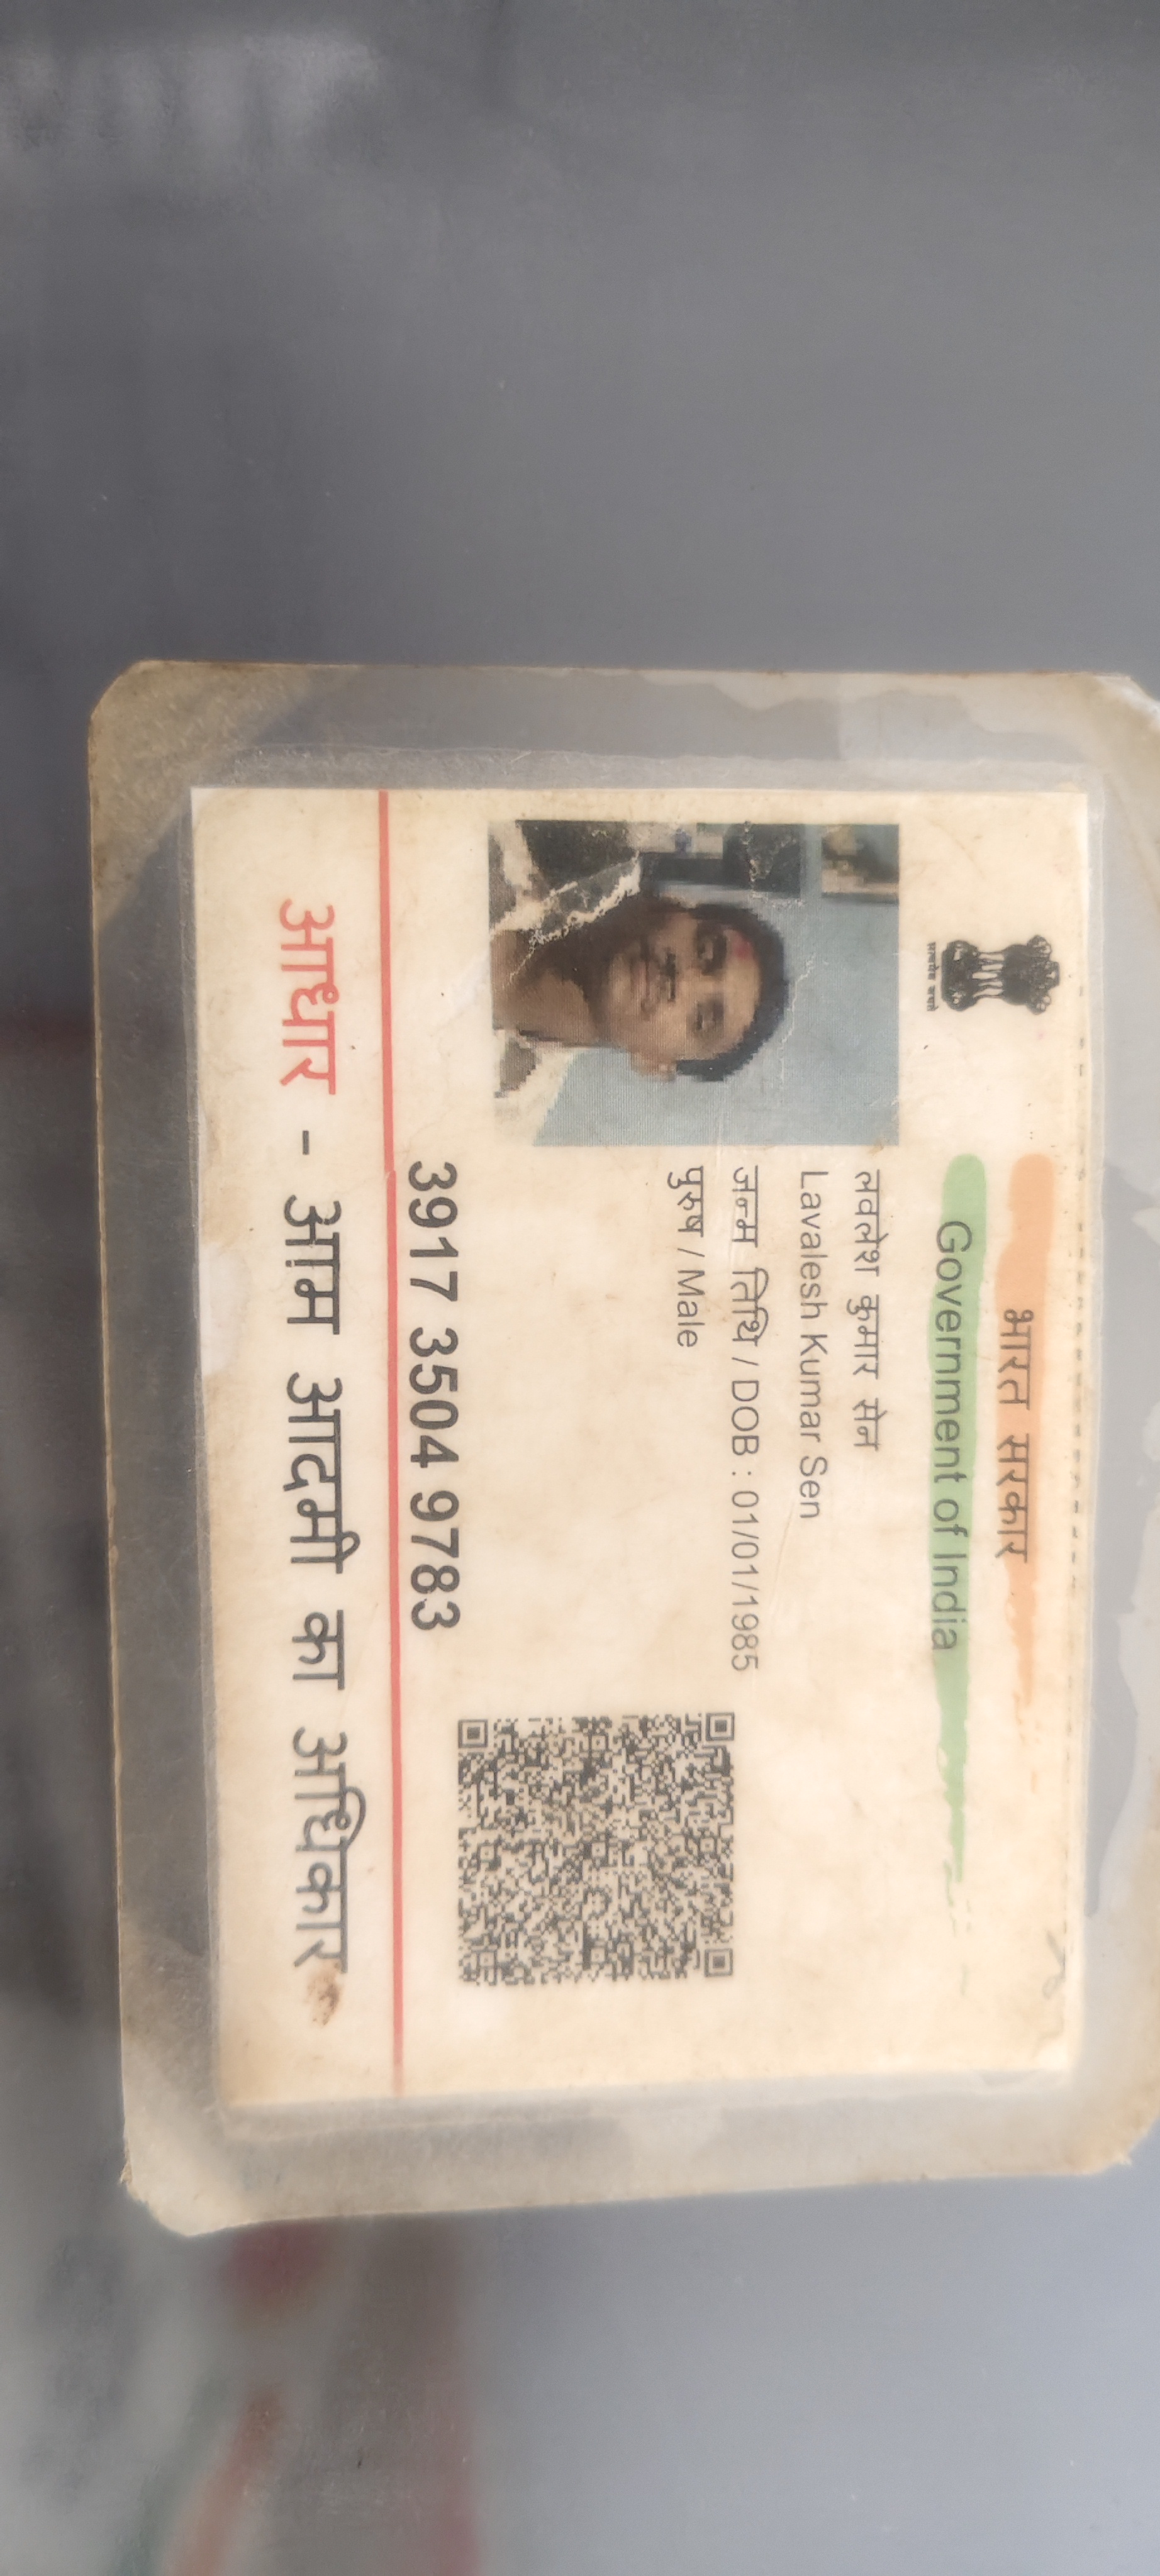 भारत सरकार
Government of India
लवलेश कुमार सेन
Lavalesh Kumar Sen
जन्म तिथि / DOB : 01/01/1985
पुरुष / Male
3917 3504 9783
आधार - आम आदमी का अधिकार